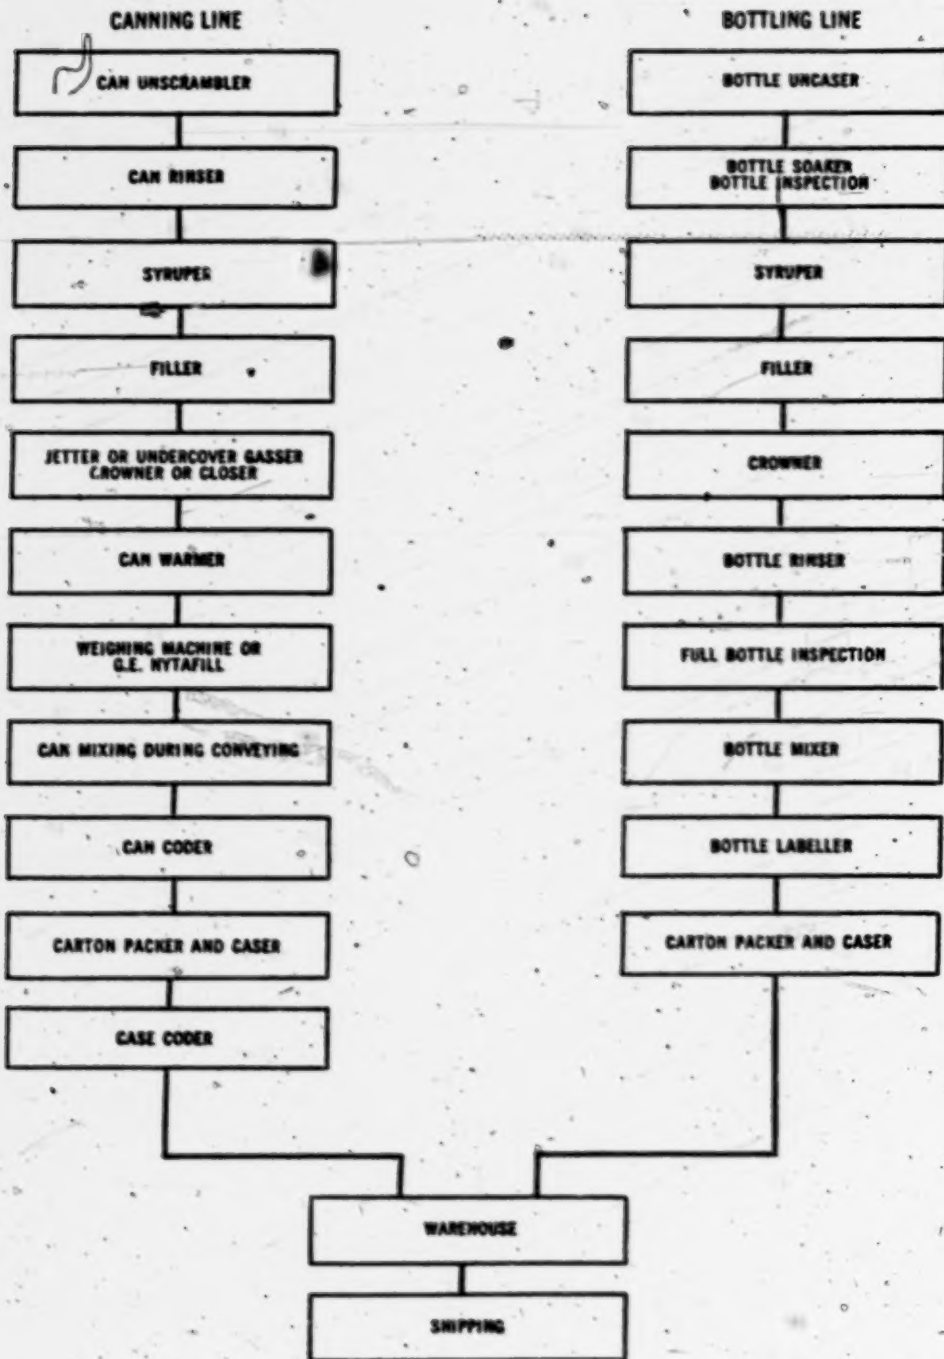 CANNING LINE
CAN UNSCRAMBLER
CAN RINSER
SYRUPER
FILLER
JETTER OR UNDERCOVER GASSER
CROWNER OR CLOSER
CAN WARMER
WEIGHING MACHINE OR
G.E. HYTAFILL
CAN MIXING DURING CONVEYING
CAN CODER
CARTON PACKER AND CASER
CASE CODER
BOTTLING LINE
BOTTLE UNCASER
BOTTLE SOAKER
BOTTLE INSPECTION
SYRUPER
FILLER
CROWNER
BOTTLE RINSER
FULL BOTTLE INSPECTION
BOTTLE MIXER
BOTTLE LABELLER
CARTON PACKER AND CASER
WAREHOUSE
SHIPPING